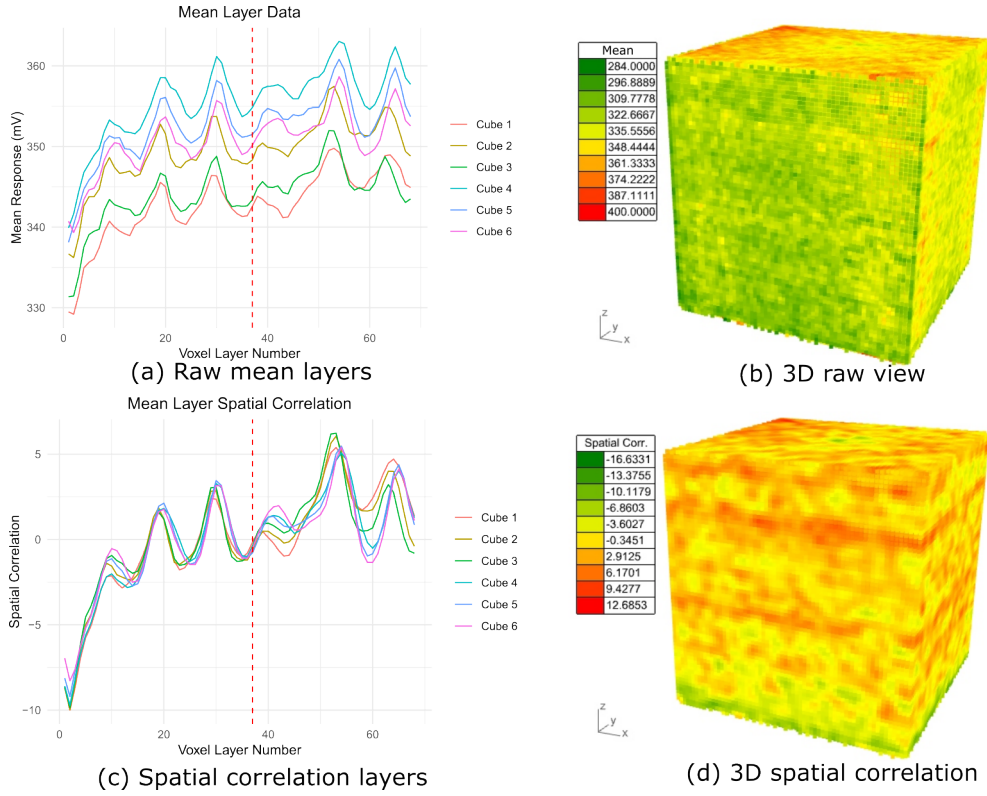 Mean Layer Data
Mean Response (mV)
360
350
340
330
0
20
40
60
Voxel Layer Number
Cube 1
Cube 2
Cube 3
Cube 4
Cube 5
Cube 6
(a) Raw mean layers
Mean
284.0000
296.8889
309.7778
322.6667
335.5556
348.4444
361.3333
374.2222
387.1111
400.0000
z
y
x
(b) 3D raw view
Mean Layer Spatial Correlation
Spatial Correlation
5
0
−5
−10
0
20
40
60
Voxel Layer Number
Cube 1
Cube 2
Cube 3
Cube 4
Cube 5
Cube 6
(c) Spatial correlation layers
Spatial Corr.
-16.6331
-13.3755
-10.1179
-6.8603
-3.6027
-0.3451
2.9125
6.1701
9.4277
12.6853
z
y
x
(d) 3D spatial correlation